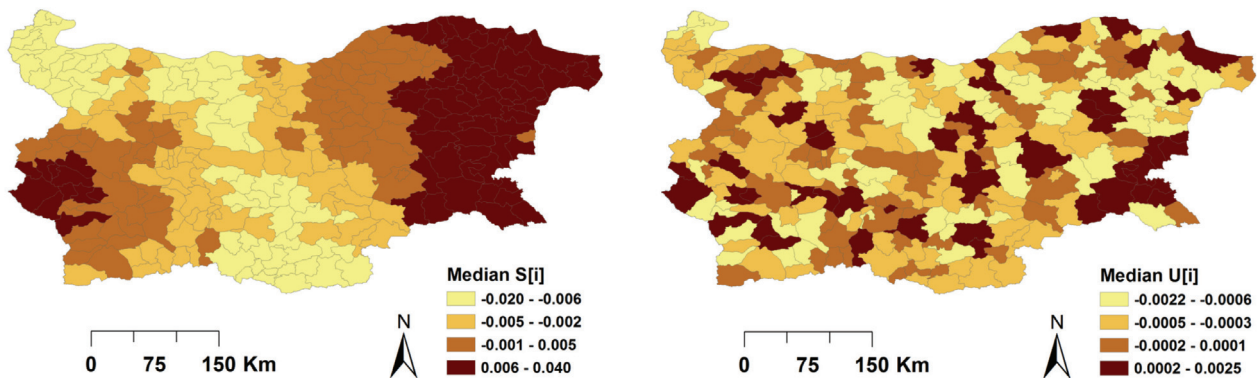 Median S[i]
-0.020 - -0.006
-0.005 - -0.002
-0.001 - 0.005
0.006 - 0.040
N
0 75 150 Km
Median U[i]
-0.0022 - -0.0006
-0.0005 - -0.0003
-0.0002 - 0.0001
0.0002 - 0.0025
N
0 75 150 Km